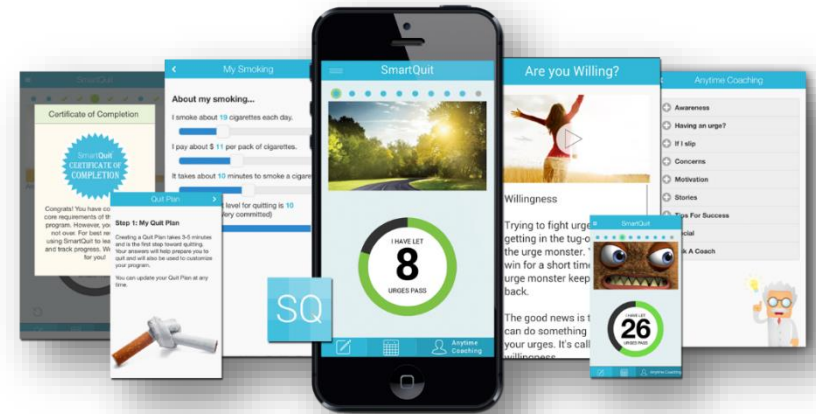 SmartQuit
Certificate of Completion
SmartQuit
CERTIFICATE OF
COMPLETION
Congrats! You have co
core requirements of th
program. However, you
not over. For best re
using SmartQuit to lea
and track progress, We
for you!
My Smoking
About my smoking...
I smoke about 10 cigarettes each day.
I pay about $ 11 per pack of cigarettes.
It takes about 10 minutes to smoke a cigare
t level for quitting is 10
Very committed)
Quit Plan
Step 1: My Quit Plan
Creating a Quit Plan takes 3-5 minutes
and is the first step toward quitting.
Your answers will help prepare you to
quit and will also be used to customize
your program.
You can update your Quit Plan at any
time.
SQ
SmartQuit
I HAVE LET
8
URGES PASS
Anytime
Coaching
Are you Willing?
Willingness
Trying to fight urge
getting in the tug-o
the urge monster.
win for a short time
urge monster keep
back.
The good news is t
can do something
your urges. It's call
willingness
SmartQuit
I HAVE LET
26
URGES PASS
Anytime Coaching
Anytime Coaching
Awareness
Having an urge?
If I slip
Concerns
Motivation
Stories
Tips For Success
cial
k A Coach